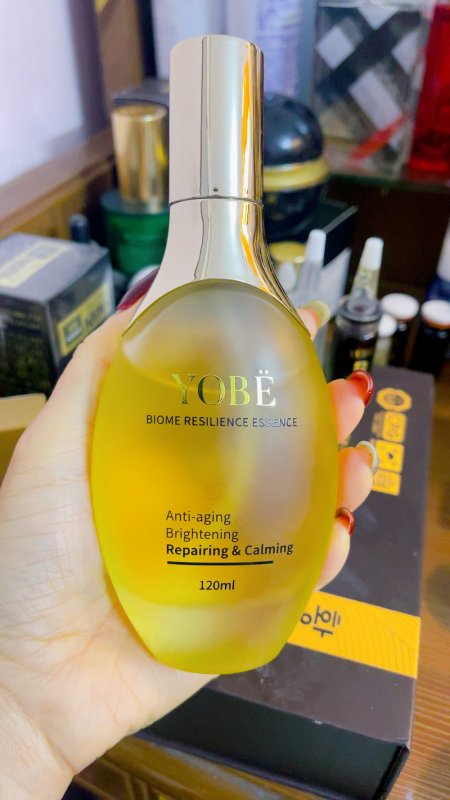 YOBË
BIOME RESILIENCE ESSENCE
Anti-aging
Brightening
Repairing & Calming
120ml